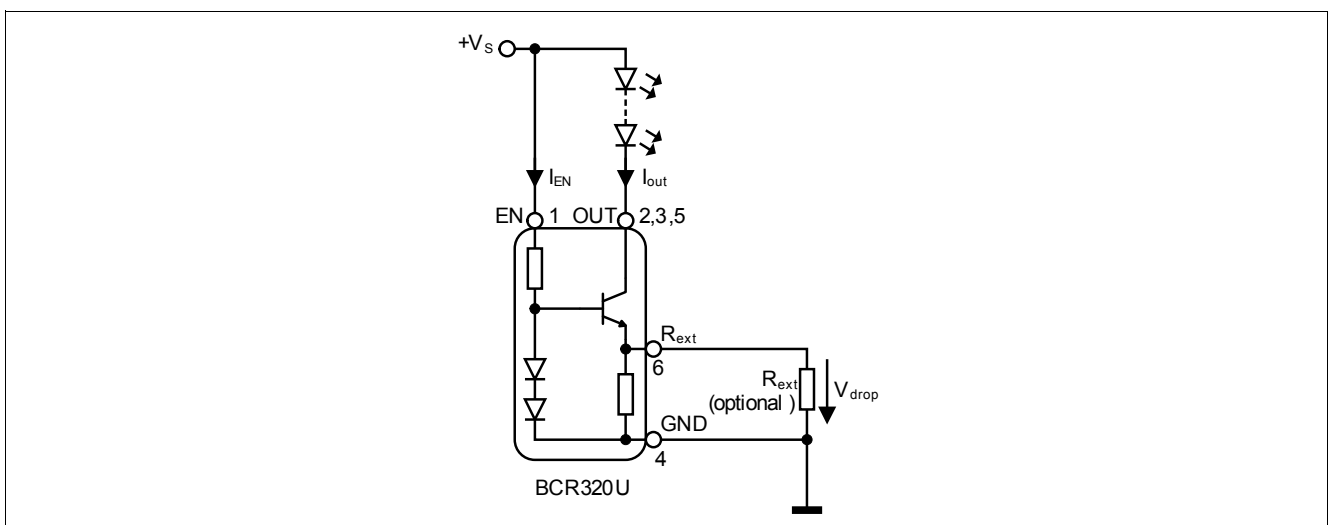 +VS
IEN
Iout
EN 1 OUT 2,3,5
Rext
6
Rext
(optional )
Vdrop
GND
4
BCR320U